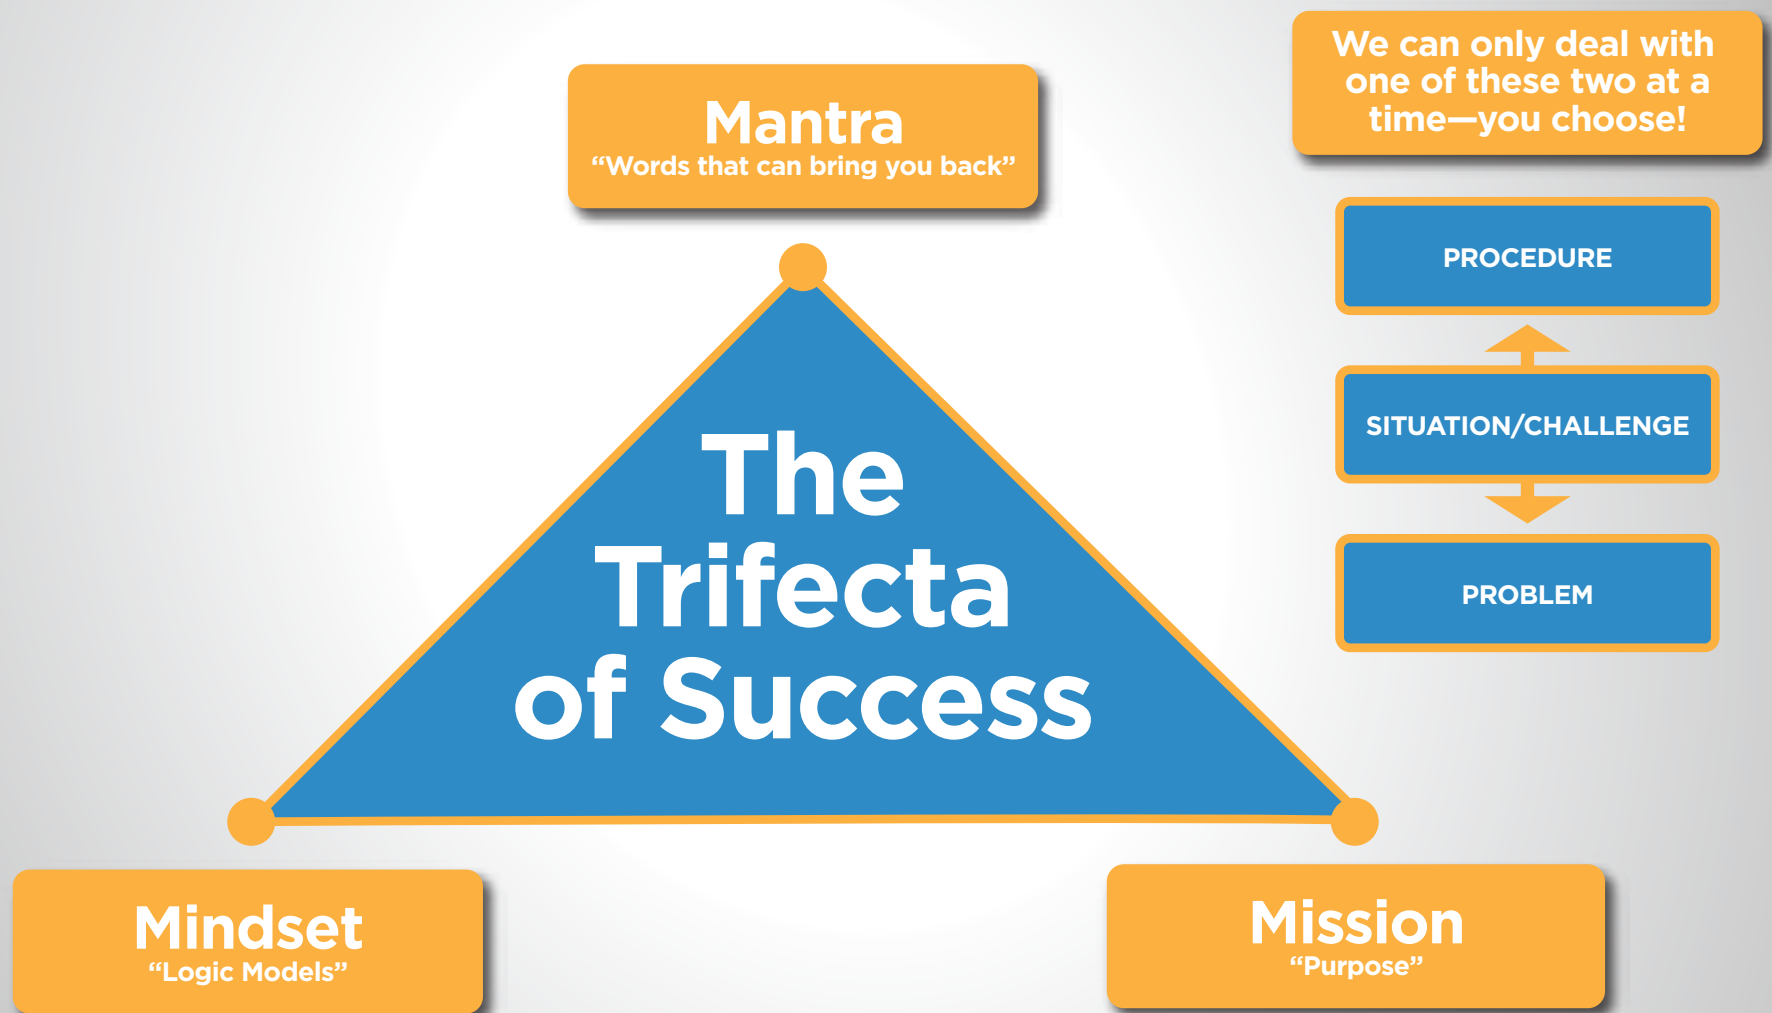 Mantra
“Words that can bring you back”
The
Trifecta
of Success
Mindset
“Logic Models”
Mission
“Purpose”
We can only deal with
one of these two at a
time—you choose!
PROCEDURE
SITUATION/CHALLENGE
PROBLEM